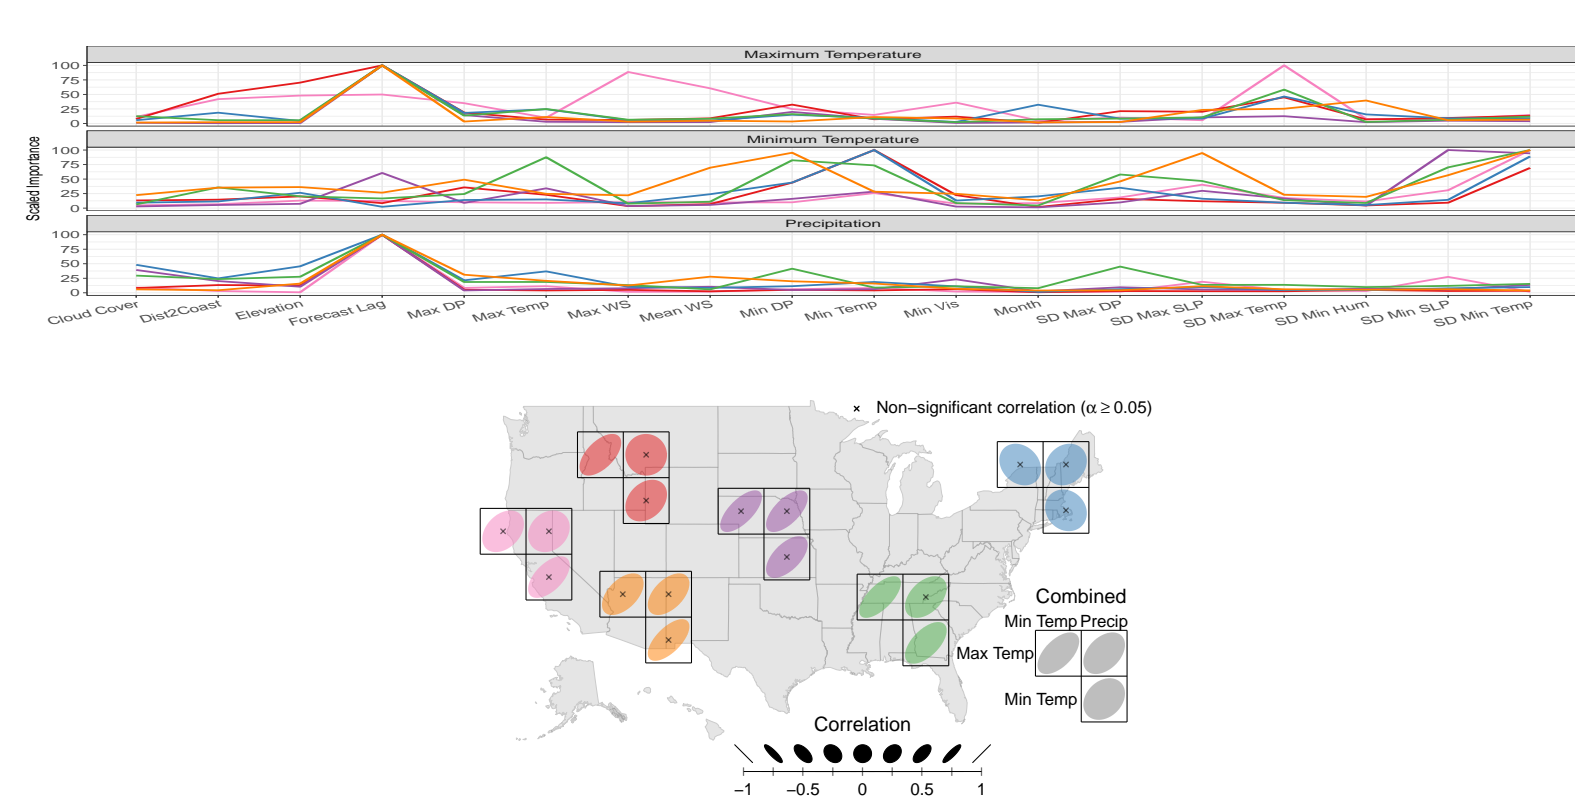 Maximum Temperature
100
75
50
25
0
Minimum Temperature
100
75
50
25
0
Precipitation
100
75
50
25
0
Scaled Importance
Cloud Cover Dist2Coast Elevation Forecast Lag Max DP Max Temp Max WS Mean WS Min DP Min Temp Min Vis Month SD Max DP SD Max SLP SD Max Temp SD Min Hum SD Min SLP SD Min Temp
× Non−significant correlation (α ≥ 0.05)
Combined
Min Temp Precip
Max Temp
Min Temp
Correlation
−1 −0.5 0 0.5 1